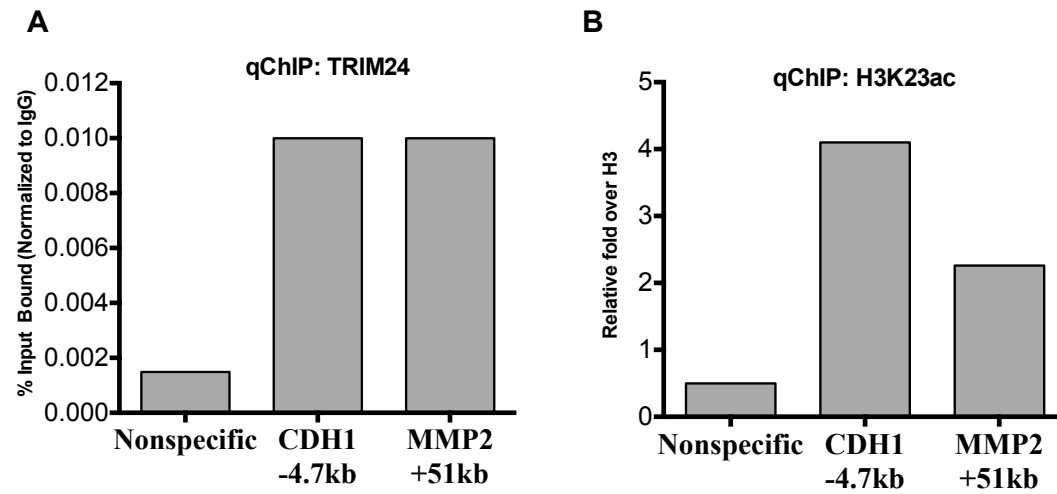 A
qChIP: TRIM24
% Input Bound (Normalized to IgG)
0.012
0.010
0.008
0.006
0.004
0.002
0.000
Nonspecific
CDH1
-4.7kb
MMP2
+51kb
B
qChIP: H3K23ac
Relative fold over H3
5
4
3
2
1
0
Nonspecific
CDH1
-4.7kb
MMP2
+51kb